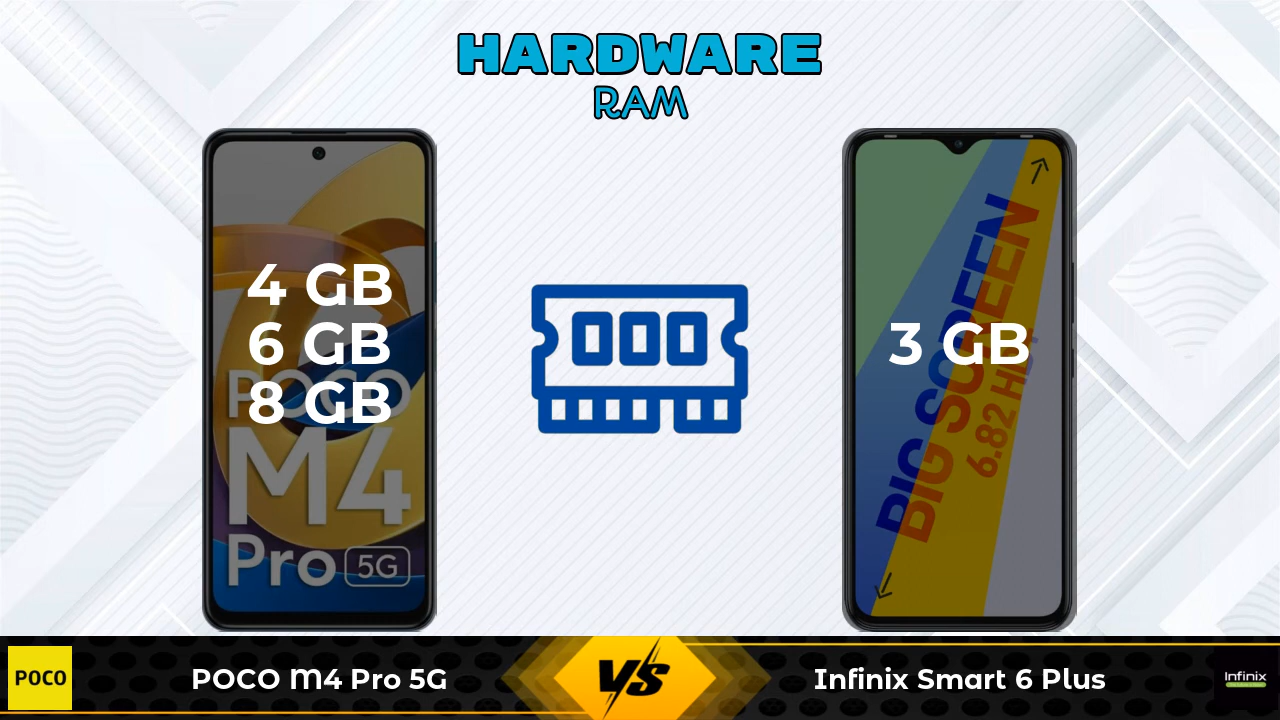 HARDWARE
RAM
4 GB
6 GB
8 GB
POCO
M4
Pro 5G
3 GB
BIG SCREEN
6.82 HD+
POCO
POCO M4 Pro 5G
VS
Infinix Smart 6 Plus
Infinix